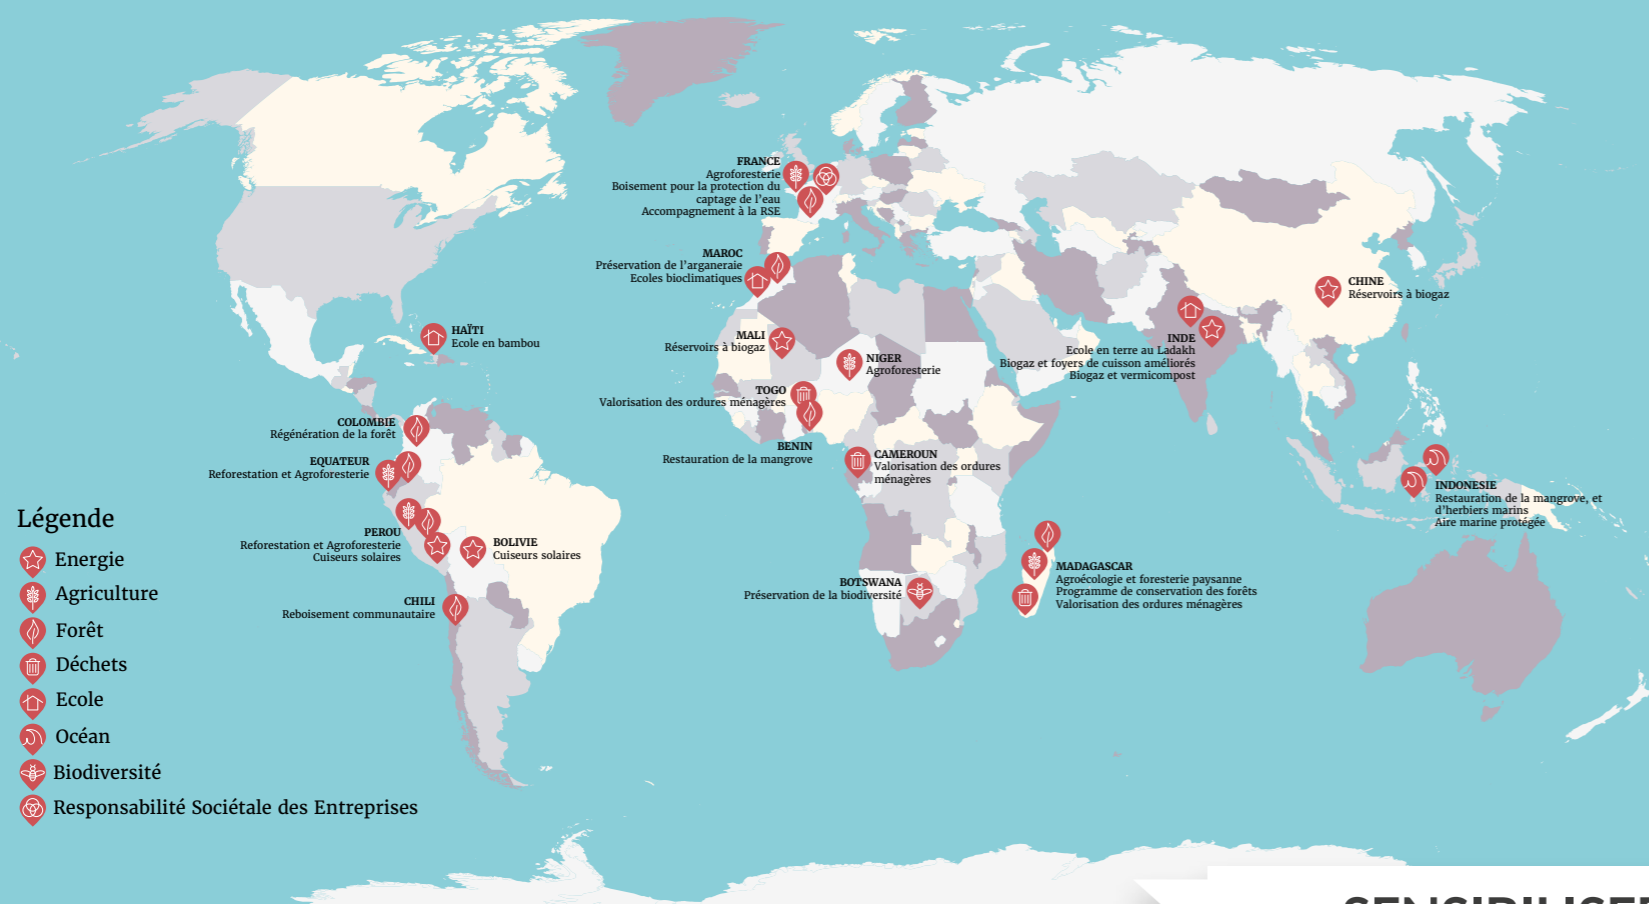 FRANCE
Agroforesterie
Boisement pour la protection du
captage de l'eau
Accompagnement à la RSE
MAROC
Préservation de l'arganeraie
Ecoles bioclimatiques
CHINE
Réservoirs à biogaz
HAÏTI
Ecole en bambou
MALI
Réservoirs à biogaz
INDE
Ecole en terre au Ladakh
Biogaz et foyers de cuisson améliorés
Biogaz et vermicompost
NIGER
Agroforesterie
TOGO
Valorisation des ordures ménagères
COLOMBIE
Régénération de la forêt
BENIN
Restauration de la mangrove
EQUATEUR
Reforestation et Agroforesterie
CAMEROUN
Valorisation des ordures
ménagères
INDONESIE
Restauration de la mangrove, et
d'herbiers marins
Aire marine protégée
PEROU
Reforestation et Agroforesterie
Cuiseurs solaires
BOLIVIE
Cuiseurs solaires
MADAGASCAR
Agroécologie et foresterie paysanne
Programme de conservation des forêts
Valorisation des ordures ménagères
BOTSWANA
Préservation de la biodiversité
CHILI
Reboisement communautaire
Légende
Energie
Agriculture
Forêt
Déchets
Ecole
Océan
Biodiversité
Responsabilité Sociétale des Entreprises